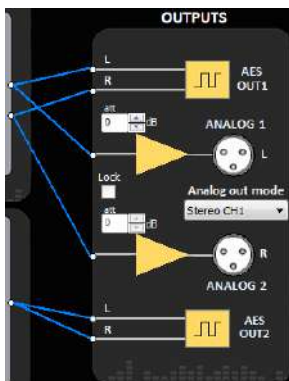 OUTPUTS
L
R
AES
OUT1
att
0
dB
ANALOG 1
L
Lock
Analog out mode
att
Stereo CH1
0
dB
R
ANALOG 2
L
R
AES
OUT2